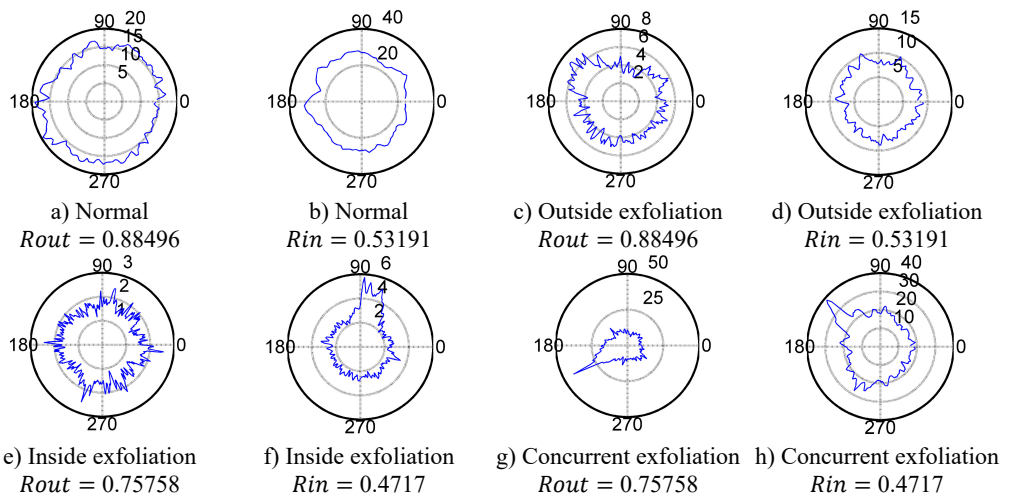 90 20
15
10
5
180 0
270
a) Normal
Rout = 0.88496
90 40
20
180 0
270
b) Normal
Rin = 0.53191
90 8
6
4
2
180 0
270
c) Outside exfoliation
Rout = 0.88496
90 15
10
5
180 0
270
d) Outside exfoliation
Rin = 0.53191
90 3
2
1
180 0
270
e) Inside exfoliation
Rout = 0.75758
90 6
4
2
180 0
270
f) Inside exfoliation
Rin = 0.4717
90 50
25
180 0
270
g) Concurrent exfoliation
Rout = 0.75758
90 40
30
20
10
180 0
270
h) Concurrent exfoliation
Rin = 0.4717